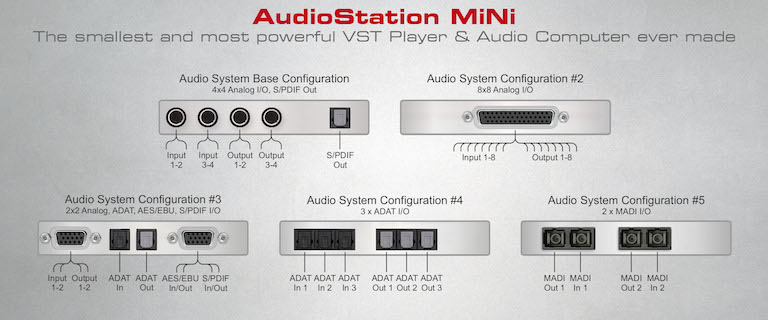 AudioStation MiNi
The smallest and most powerful VST Player & Audio Computer ever made
Audio System Base Configuration
4x4 Analog I/O, S/PDIF Out
Input 1-2
Input 3-4
Output 1-2
Output 3-4
S/PDIF Out
Audio System Configuration #2
8x8 Analog I/O
Input 1-8
Output 1-8
Audio System Configuration #3
2x2 Analog, ADAT, AES/EBU, S/PDIF I/O
Input 1-2
Output 1-2
ADAT In
ADAT Out
AES/EBU In/Out
S/PDIF In/Out
Audio System Configuration #4
3 x ADAT I/O
ADAT In 1
ADAT In 2
ADAT In 3
ADAT Out 1
ADAT Out 2
ADAT Out 3
Audio System Configuration #5
2 x MADI I/O
MADI Out 1
MADI In 1
MADI Out 2
MADI In 2